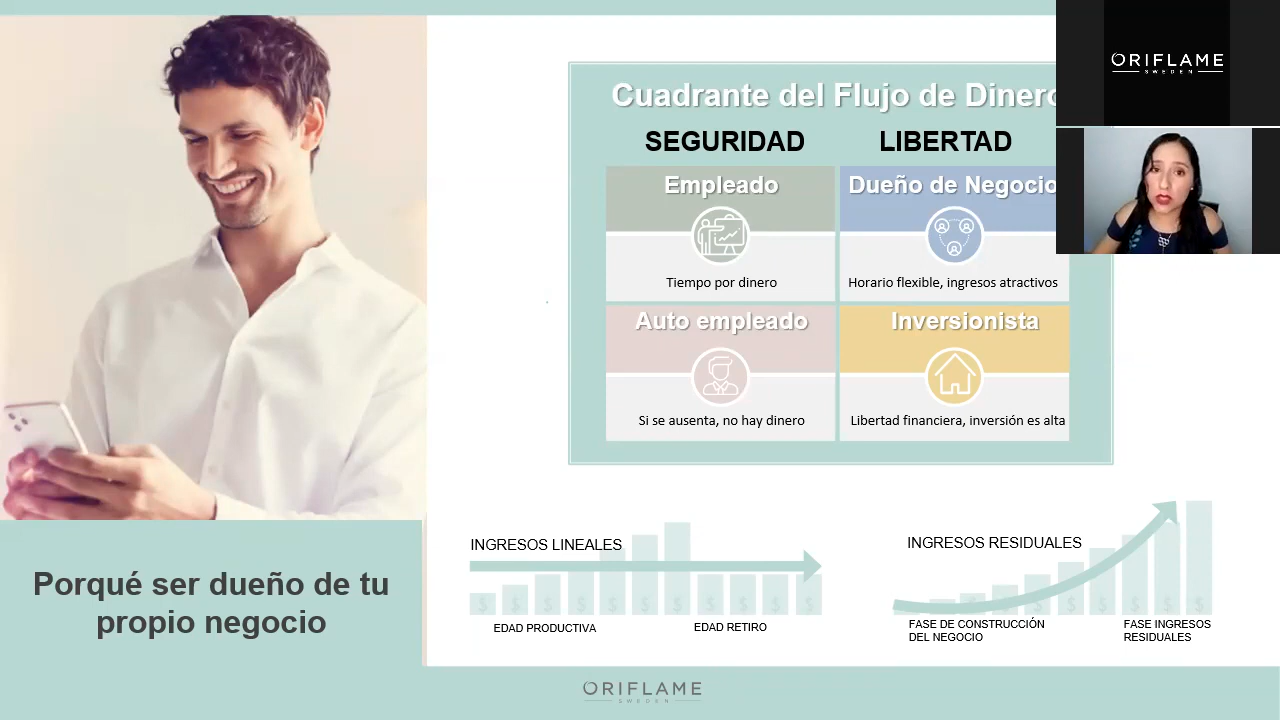 Cuadrante del Flujo de Dinero
SEGURIDAD
LIBERTAD
Empleado
Dueño de Negocio
Tiempo por dinero
Horario flexible, ingresos atractivos
Auto empleado
Inversionista
Si se ausenta, no hay dinero
Libertad financiera, inversión es alta
ORIFLAME
SWEDEN
INGRESOS LINEALES
EDAD PRODUCTIVA
EDAD RETIRO
INGRESOS RESIDUALES
FASE DE CONSTRUCCIÓN
DEL NEGOCIO
FASE INGRESOS
RESIDUALES
Porqué ser dueño de tu
propio negocio
ORIFLAME
SWEDEN